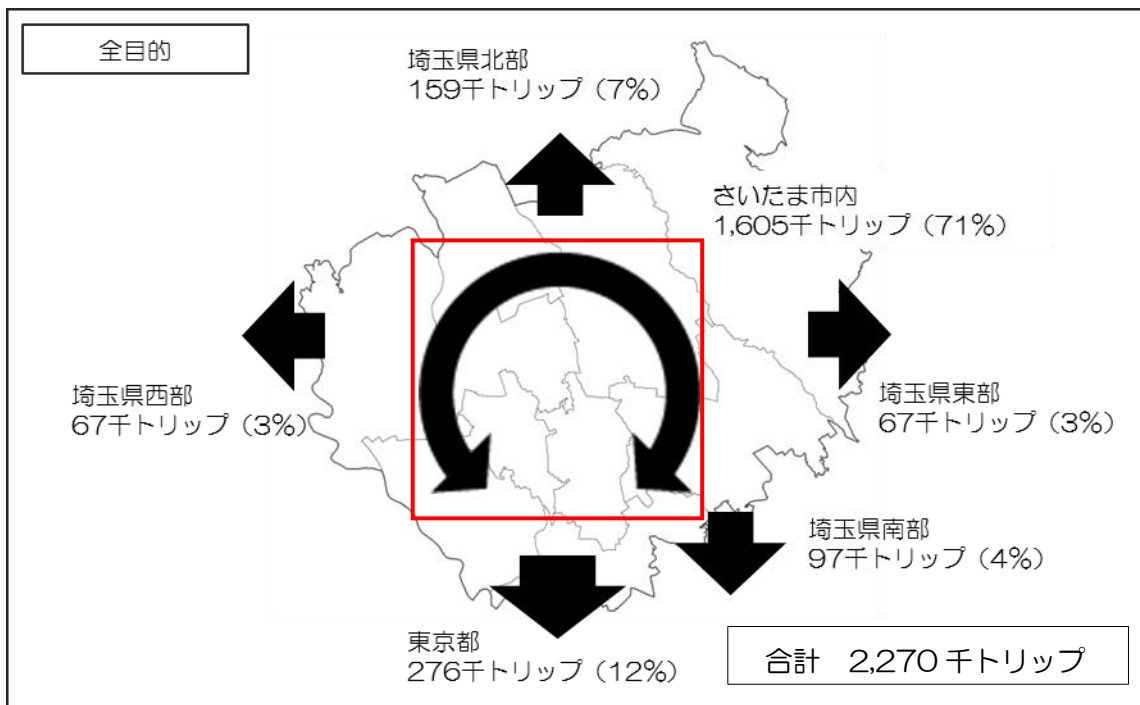 全目的
埼玉県北部
159千トリップ（7%）
さいたま市内
1,605千トリップ（71%）
埼玉県西部
67千トリップ（3%）
埼玉県東部
67千トリップ（3%）
埼玉県南部
97千トリップ（4%）
東京都
276千トリップ（12%）
合計　2,270 千トリップ